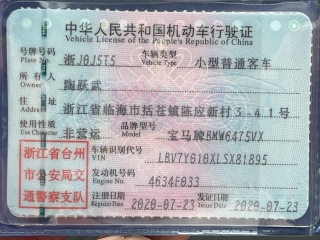 中华人民共和国机动车行驶证
Vehicle License of the People's Republic of China
号牌号码 浙J0J5T5 车辆类型 小型普通客车
Plate No. Vehicle Type
所有人 陶跃武
Owner
住址 浙江省临海市括苍镇陈应新村3-41号
Address
使用性质 非营运 品牌型号 宝马牌BMW6475VX
Use Character Model
浙江省台州 车辆识别代号 LBV7Y010XLSX81895
市公安局交 VIN
通警察支队 发动机号码 4634F033
Engine No.
注册日期 2020-07-23 发证日期 2020-07-23
Register Date Issue Date